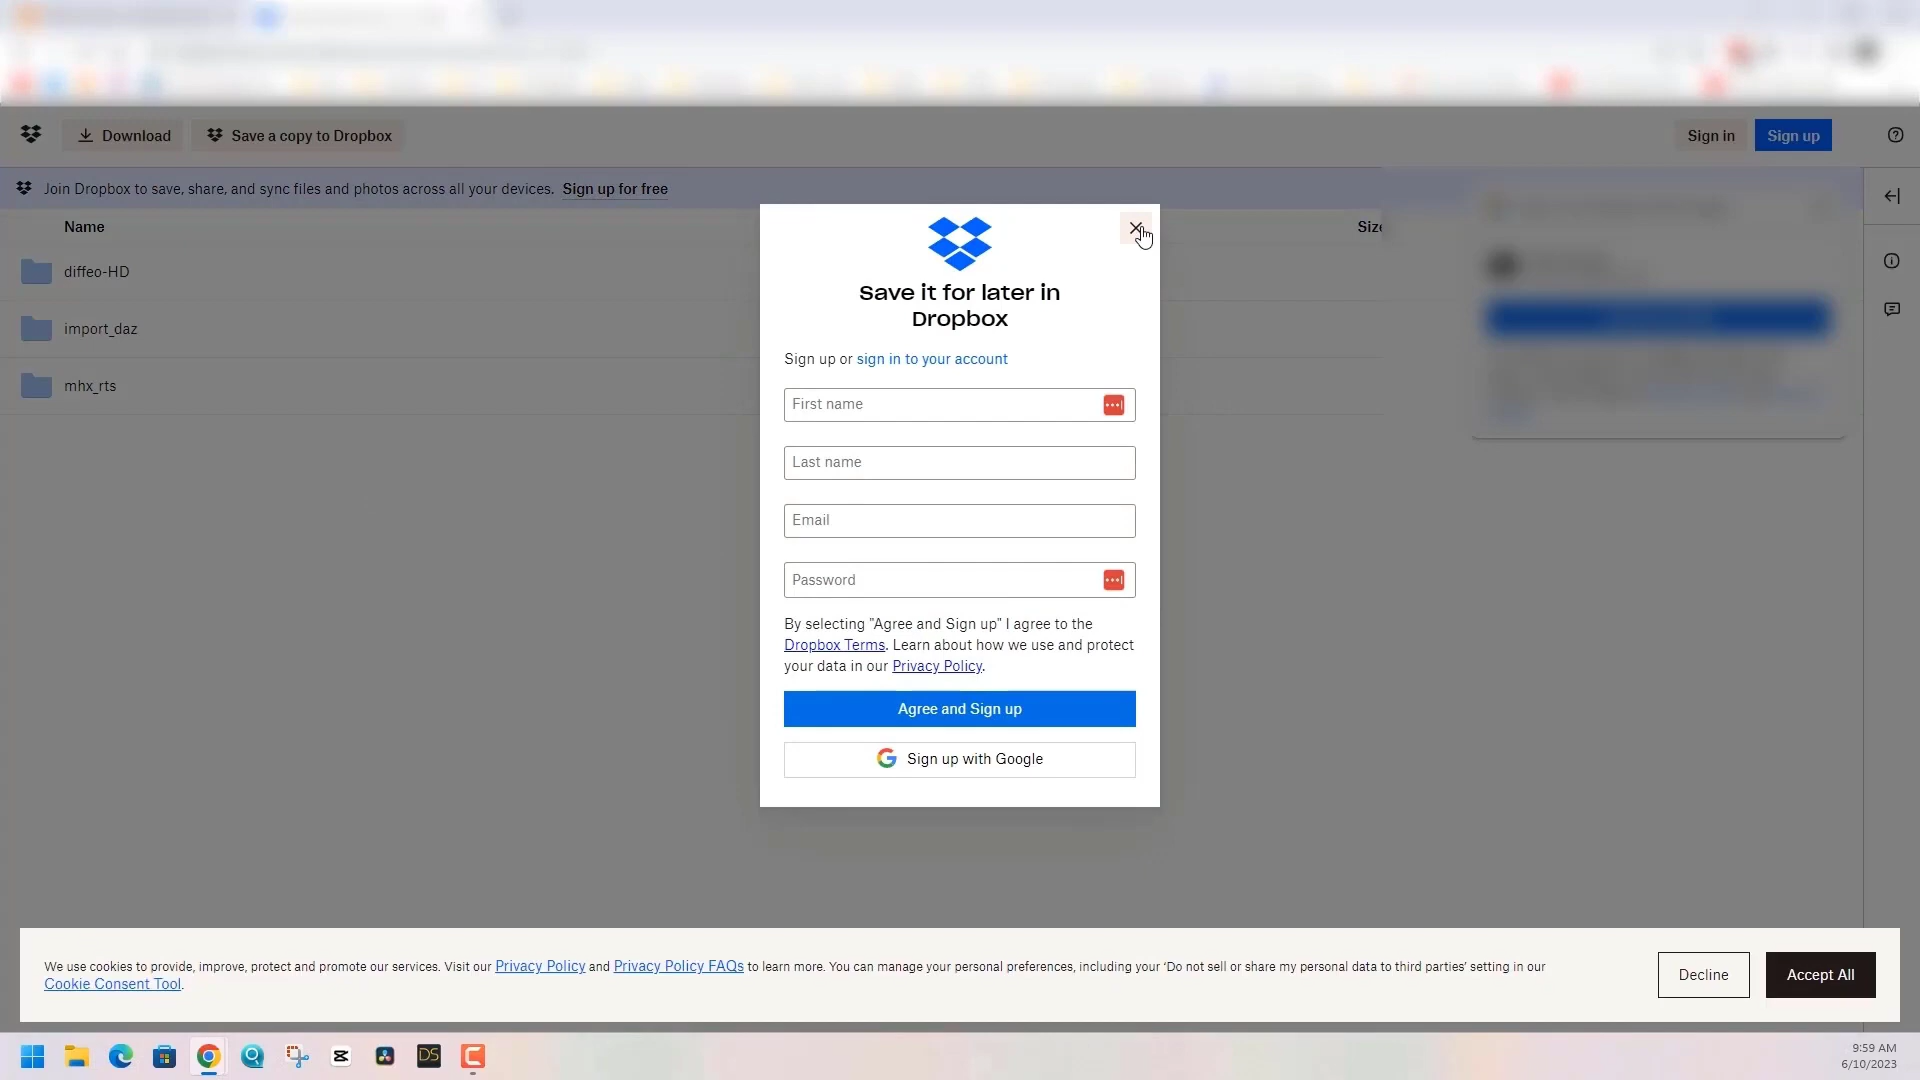 Download
Save a copy to Dropbox
Sign in
Sign up
Join Dropbox to save, share, and sync files and photos across all your devices. Sign up for free
Name
Size
diffeo-HD
import_daz
mhx_rts
Save it for later in
Dropbox
Sign up or sign in to your account
First name
Last name
Email
Password
By selecting "Agree and Sign up" I agree to the
Dropbox Terms. Learn about how we use and protect
your data in our Privacy Policy.
Agree and Sign up
Sign up with Google
We use cookies to provide, improve, protect and promote our services. Visit our Privacy Policy and Privacy Policy FAQs to learn more. You can manage your personal preferences, including your ‘Do not sell or share my personal data to third parties’ setting in our
Cookie Consent Tool.
Decline
Accept All
DS
9:59 AM
6/10/2023